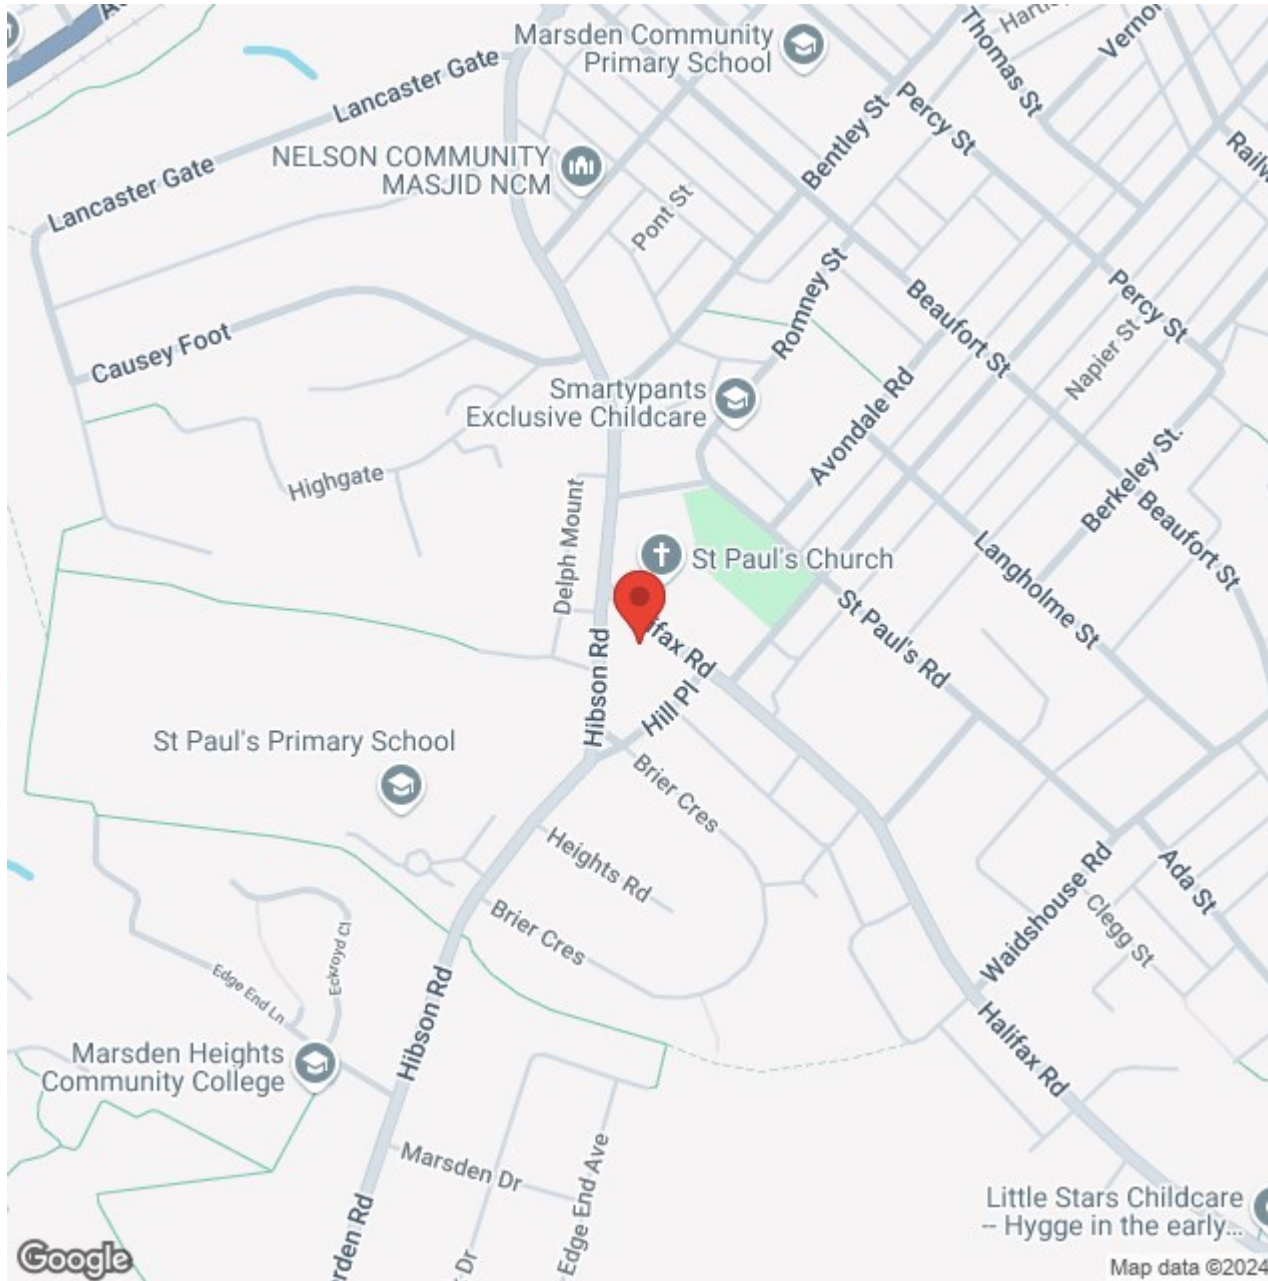 Marsden Community
Primary School
Thomas St
Percy St
Bentley St
Lancaster Gate
Lancaster Gate
NELSON COMMUNITY
MASJID NCM
Pont St
Romney St
Beaufort St
Percy St
Napier St
Causey Foot
Smartypants
Exclusive Childcare
Avondale Rd
Berkeley St.
Beaufort St
Highgate
Delph Mount
St Paul's Church
Langholme St
St Paul's Rd
ifax Rd
Hibson Rd
Hill Pl
St Paul's Primary School
Brier Cres
Heights Rd
Waidshouse Rd
Ada St
Clegg St
Brier Cres
Edge End Ln
Eckroyd Cl
Hibson Rd
Halifax Rd
Marsden Heights
Community College
Marsden Dr
Edge End Ave
Little Stars Childcare
-- Hygge in the early...
rden Rd
Dr
Google
Map data ©2024